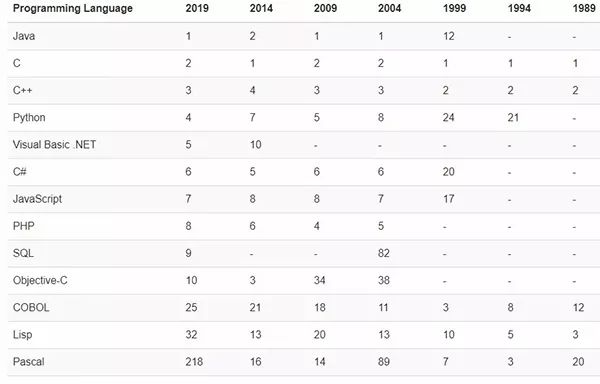 Programming Language 2019 2014 2009 2004 1999 1994 1989
Java 1 2 1 1 12 - -
C 2 1 2 2 1 1 1
C++ 3 4 3 3 2 2 2
Python 4 7 5 8 24 21 -
Visual Basic .NET 5 10 - - - - -
C# 6 5 6 6 20 - -
JavaScript 7 8 8 7 17 - -
PHP 8 6 4 5 - - -
SQL 9 - - 82 - - -
Objective-C 10 3 34 38 - - -
COBOL 25 21 18 11 3 8 12
Lisp 32 13 20 13 10 5 3
Pascal 218 16 14 89 7 3 20